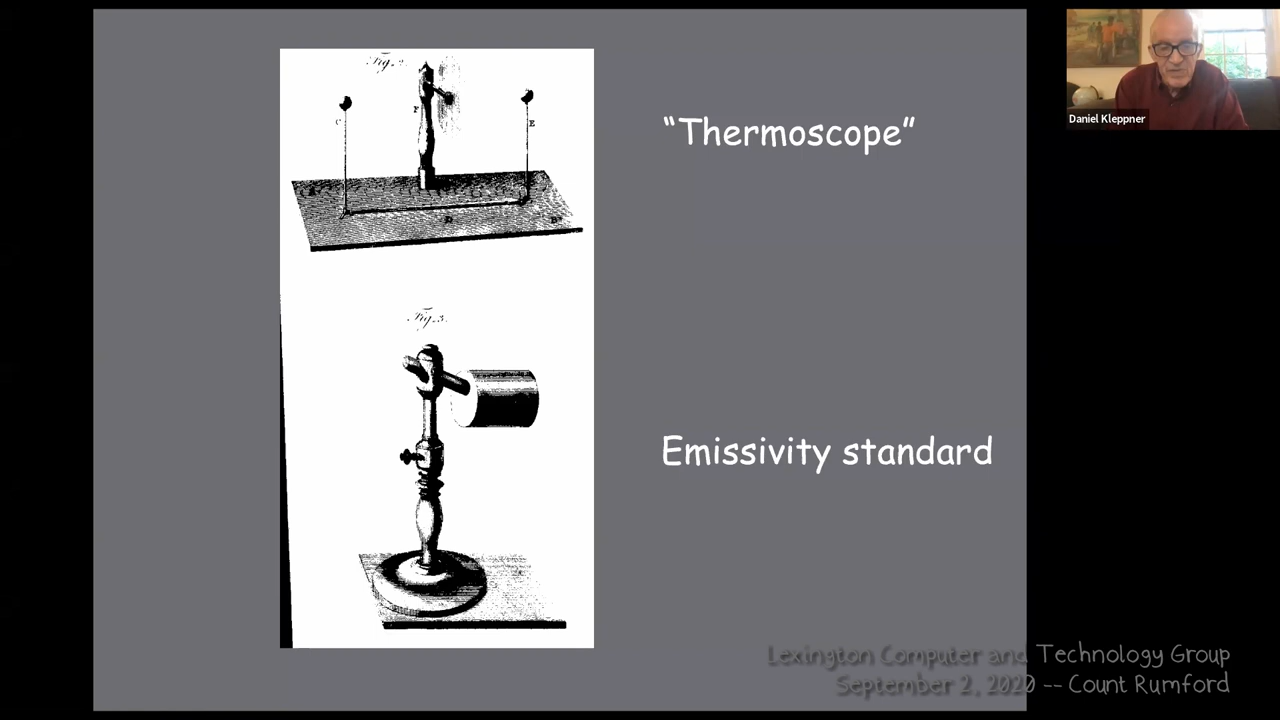 Fig. 2.
C
F
E
D
“Thermoscope”
Daniel Kleppner
Fig. 3.
Emissivity standard
Lexington Computer and Technology Group
September 2, 2020 -- Count Rumford